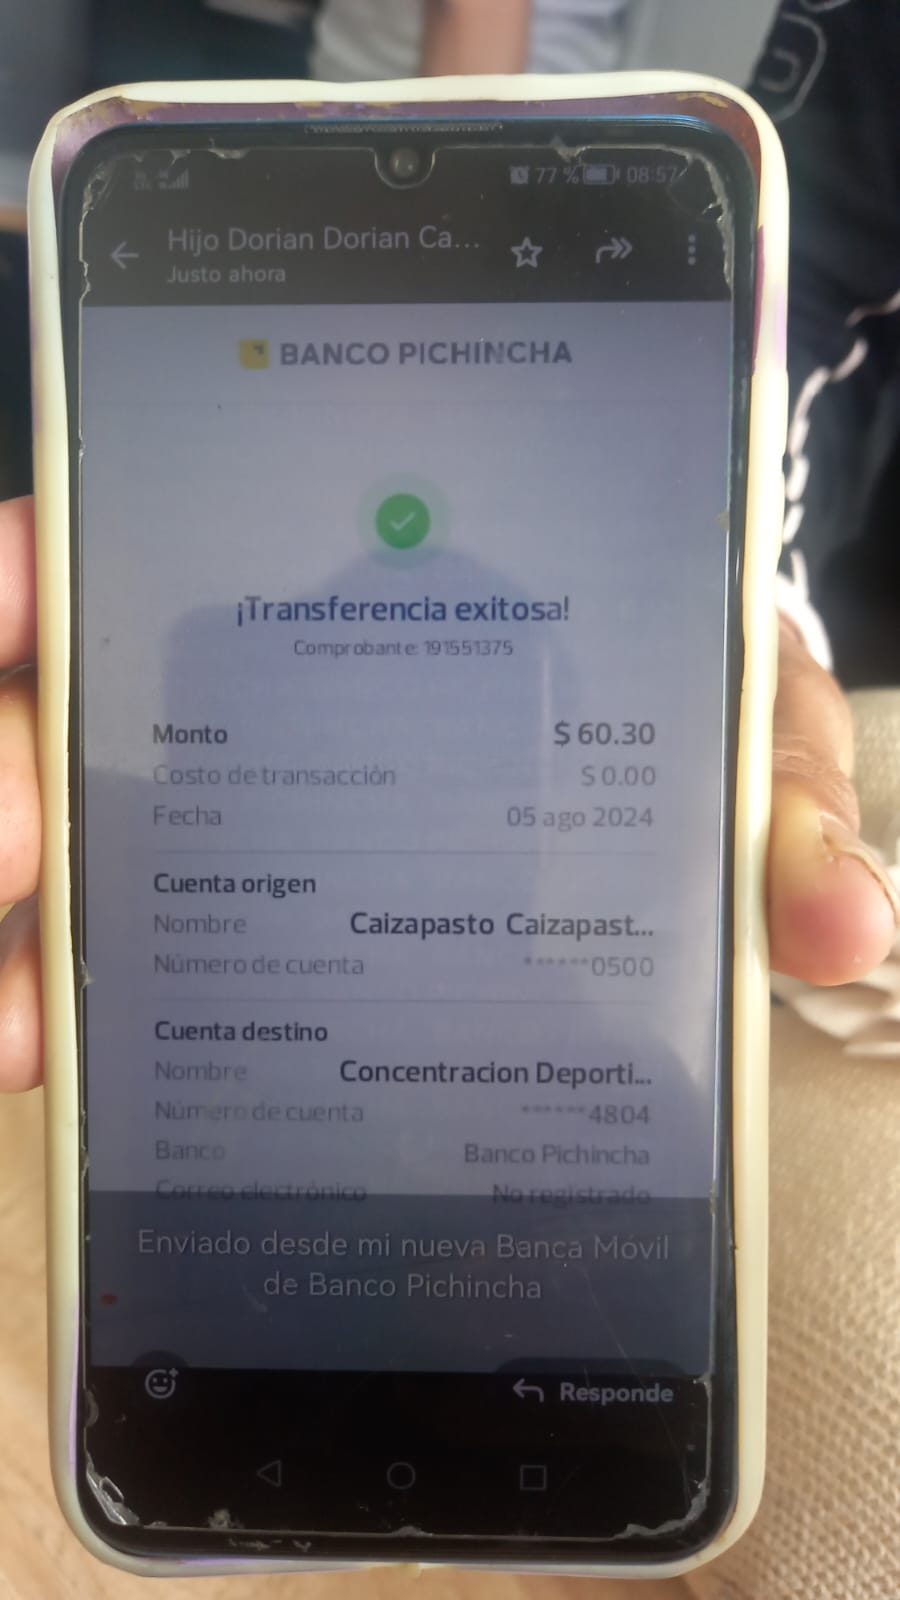 77 % 08:57
Hijo Dorian Dorian Ca...
Justo ahora
BANCO PICHINCHA
¡Transferencia exitosa!
Comprobante: 191551375
Monto $ 60.30
Costo de transacción $ 0.00
Fecha 05 ago 2024
Cuenta origen
Nombre Caizapasto Caizapast...
Número de cuenta ******0500
Cuenta destino
Nombre Concentracion Deporti...
Número de cuenta ******4804
Banco Banco Pichincha
Correo electrónico No registrado
Enviado desde mi nueva Banca Móvil
de Banco Pichincha
Responde